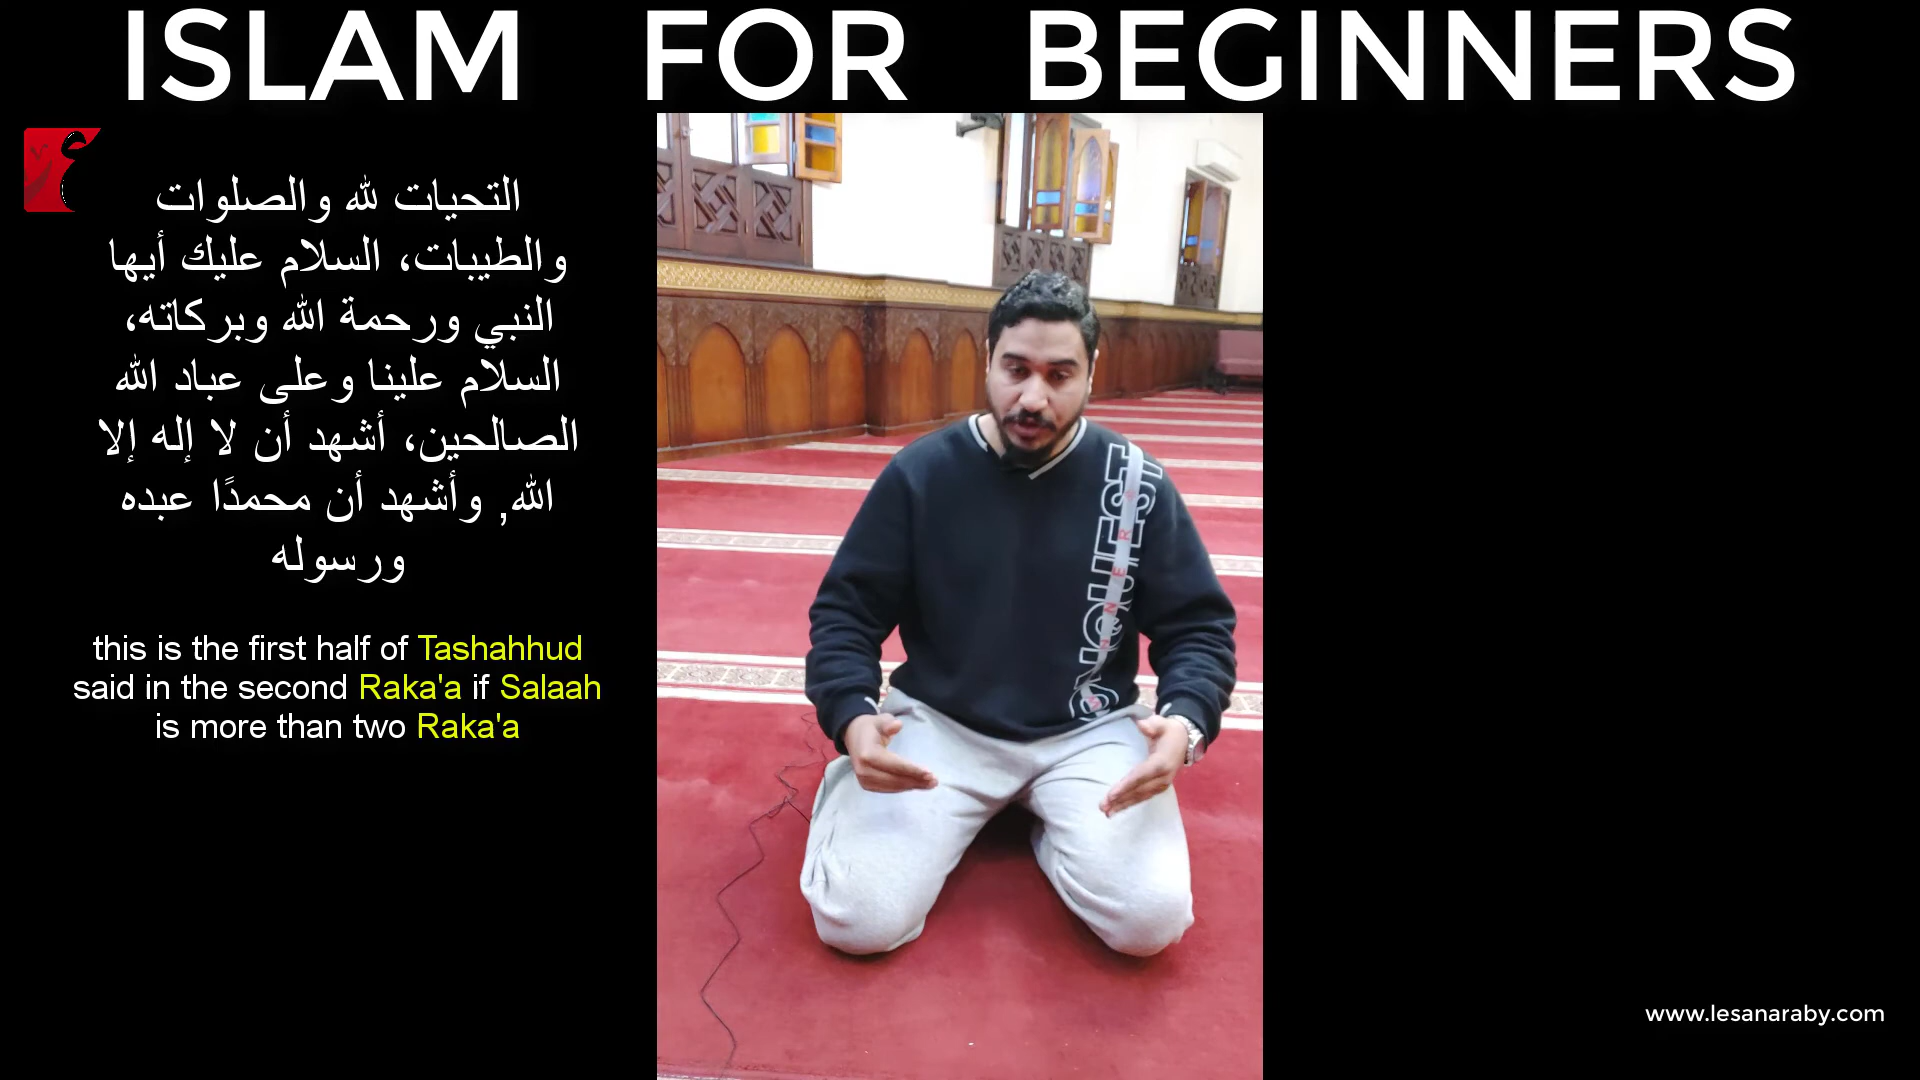 ISLAM FOR BEGINNERS
التحيات لله والصلوات
والطيبات، السلام عليك أيها
النبي ورحمة الله وبركاته،
السلام علينا وعلى عباد الله
الصالحين، أشهد أن لا إله إلا
الله, وأشهد أن محمدًا عبده
ورسوله
this is the first half of Tashahhud
said in the second Raka'a if Salaah
is more than two Raka'a
www.lesanaraby.com